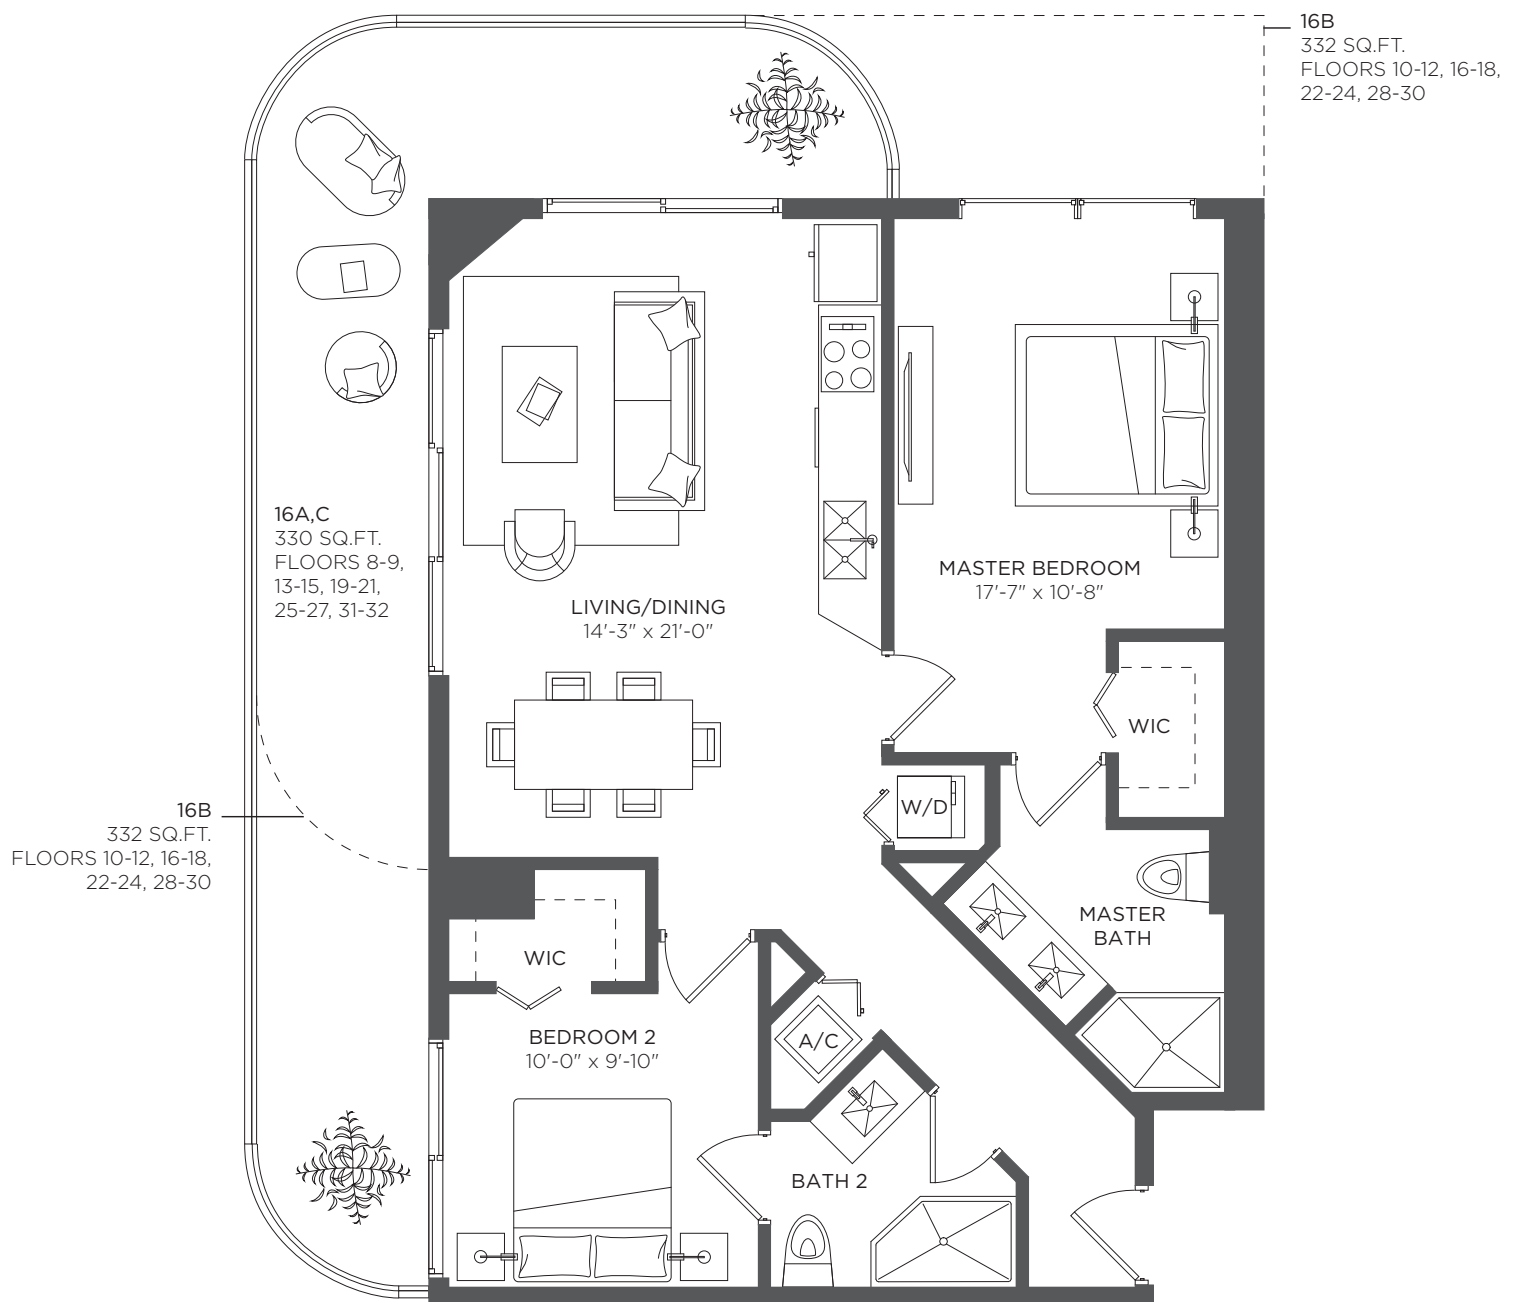 16B
332 SQ.FT.
FLOORS 10-12, 16-18,
22-24, 28-30
16A,C
330 SQ.FT.
FLOORS 8-9,
13-15, 19-21,
25-27, 31-32
MASTER BEDROOM
17'-7" x 10'-8"
LIVING/DINING
14'-3" x 21'-0"
WIC
W/D
16B
332 SQ.FT.
FLOORS 10-12, 16-18,
22-24, 28-30
MASTER
BATH
WIC
BEDROOM 2
10'-0" x 9'-10"
A/C
BATH 2